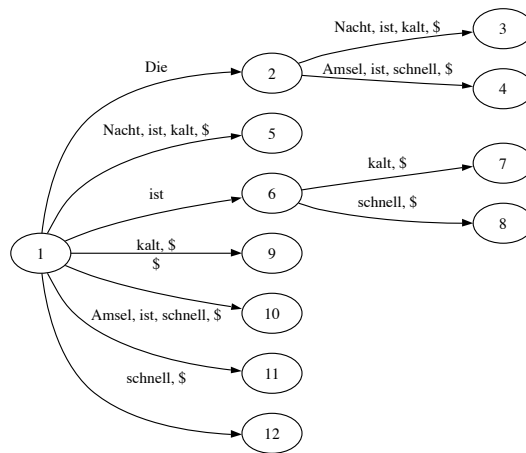 Nacht, ist, kalt, $
3
Die
2
Amsel, ist, schnell, $
4
Nacht, ist, kalt, $
5
kalt, $
7
ist
6
schnell, $
8
1
kalt, $
9
$
10
Amsel, ist, schnell, $
11
schnell, $
12